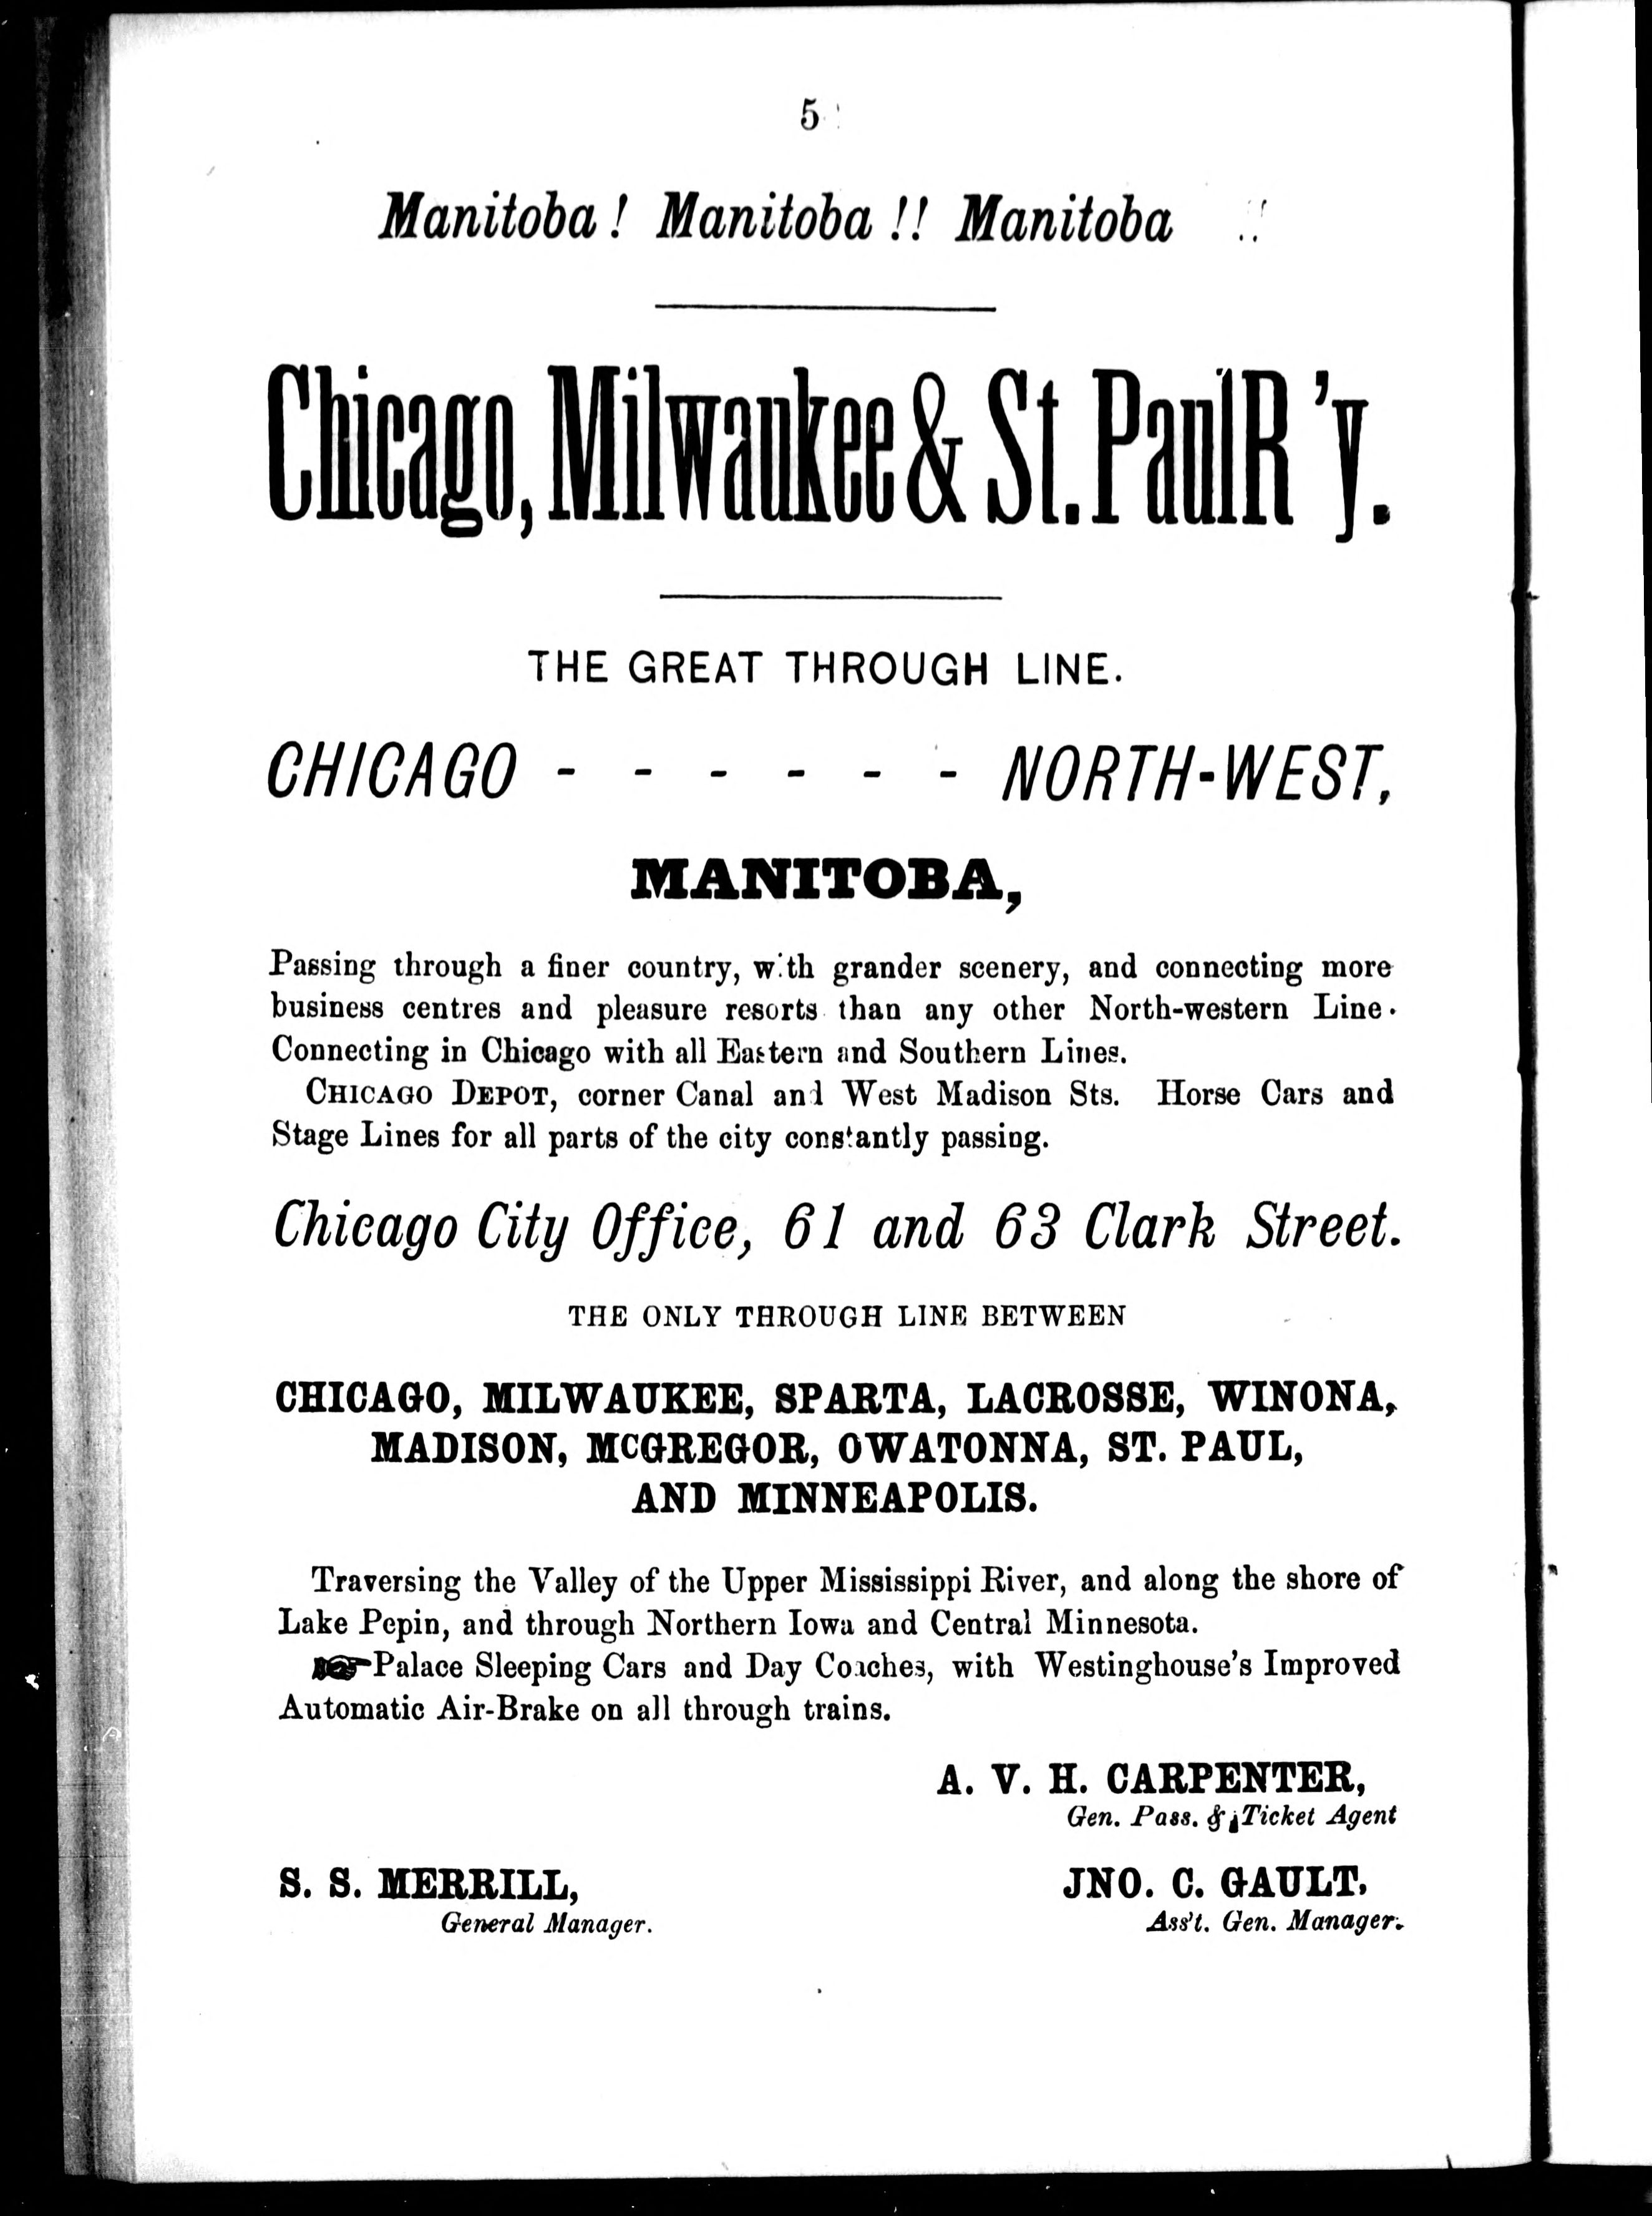 5
Manitoba ! Manitoba !! Manitoba !!
Chicago, Milwaukee & St. Paul R'y.
THE GREAT THROUGH LINE.
CHICAGO - - - - - - NORTH-WEST,
MANITOBA,
Passing through a finer country, with grander scenery, and connecting more
business centres and pleasure resorts than any other North-western Line.
Connecting in Chicago with all Eastern and Southern Lines.
CHICAGO DEPOT, corner Canal and West Madison Sts. Horse Cars and
Stage Lines for all parts of the city constantly passing.
Chicago City Office, 61 and 63 Clark Street.
THE ONLY THROUGH LINE BETWEEN
CHICAGO, MILWAUKEE, SPARTA, LACROSSE, WINONA,
MADISON, McGREGOR, OWATONNA, ST. PAUL,
AND MINNEAPOLIS.
Traversing the Valley of the Upper Mississippi River, and along the shore of
Lake Pepin, and through Northern Iowa and Central Minnesota.
☞Palace Sleeping Cars and Day Coaches, with Westinghouse's Improved
Automatic Air-Brake on all through trains.
A. V. H. CARPENTER,
Gen. Pass. & Ticket Agent
S. S. MERRILL,
General Manager.
JNO. C. GAULT,
Ass't. Gen. Manager.